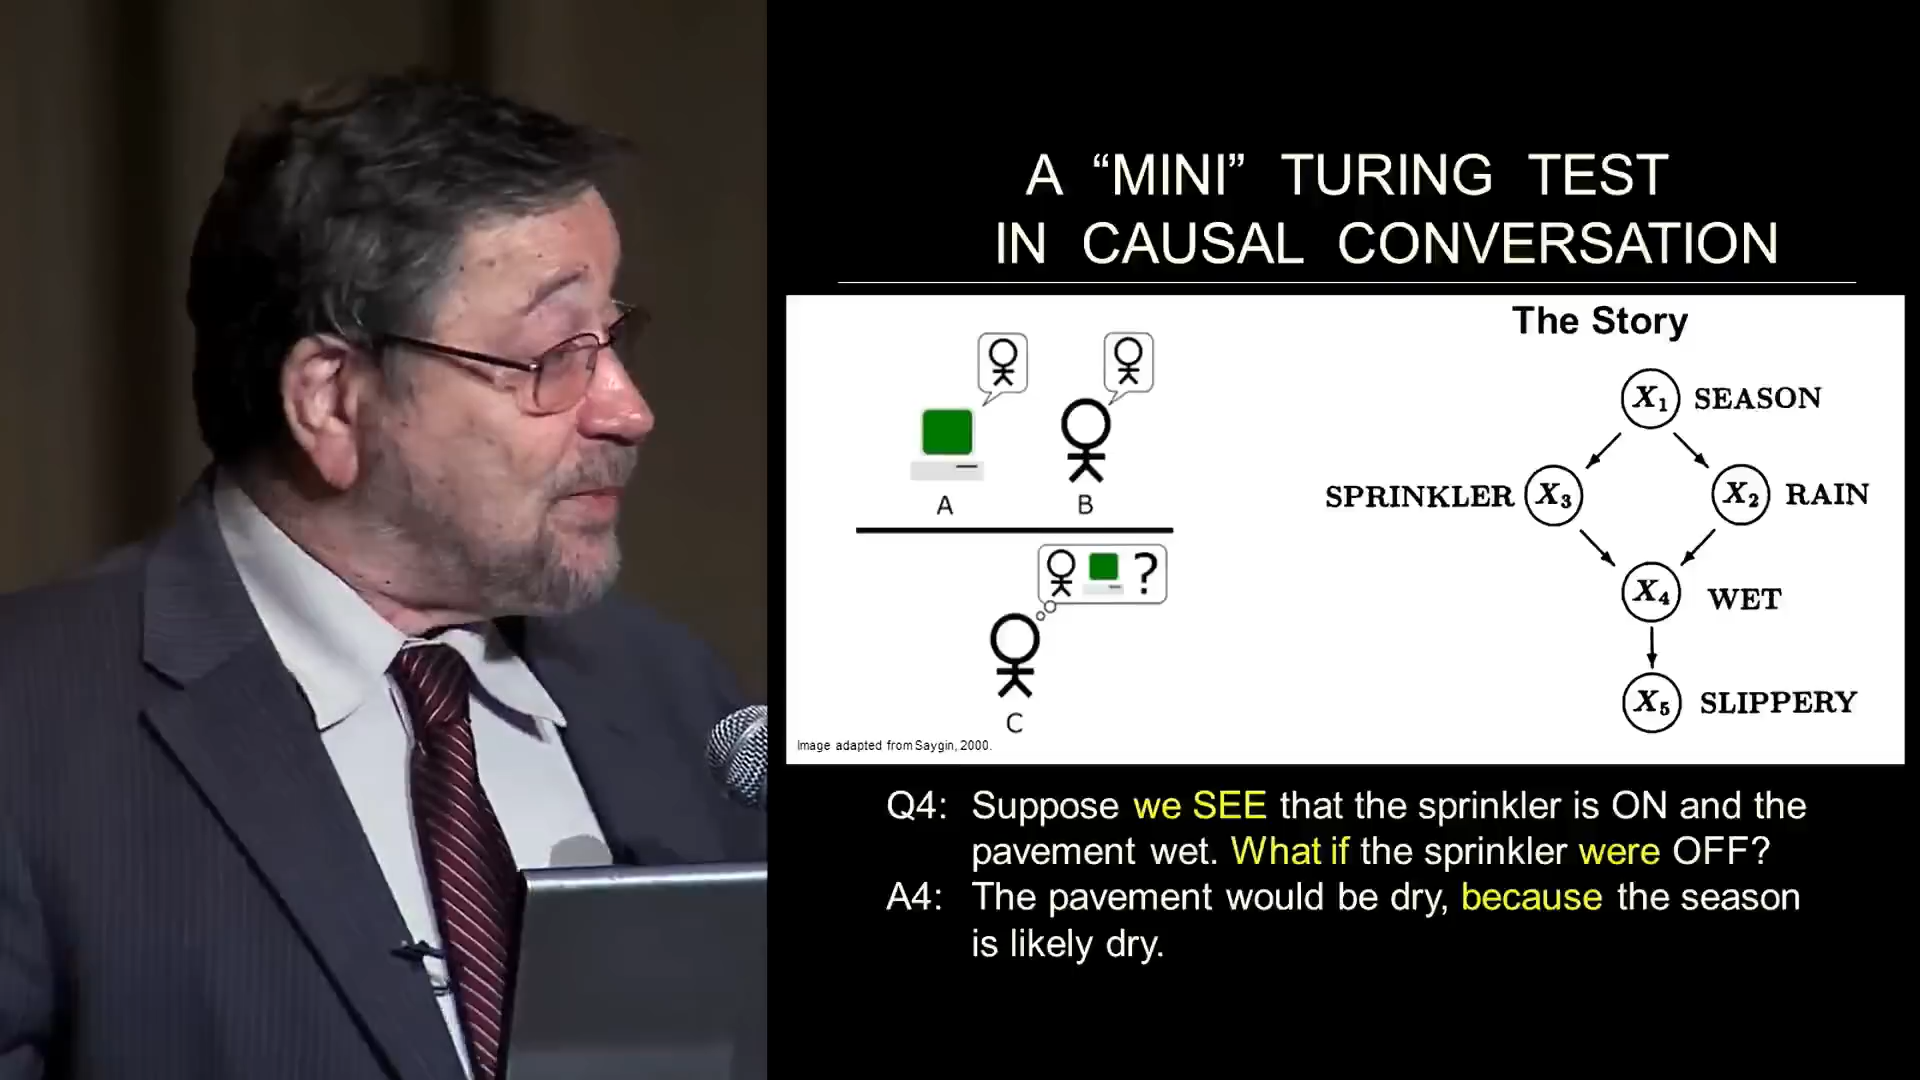 A “MINI” TURING TEST
IN CAUSAL CONVERSATION
The Story
A
B
C
?
Image adapted from Saygin, 2000.
X1 SEASON
SPRINKLER X3
X2 RAIN
X4 WET
X5 SLIPPERY
Q4: Suppose we SEE that the sprinkler is ON and the
pavement wet. What if the sprinkler were OFF?
A4: The pavement would be dry, because the season
is likely dry.